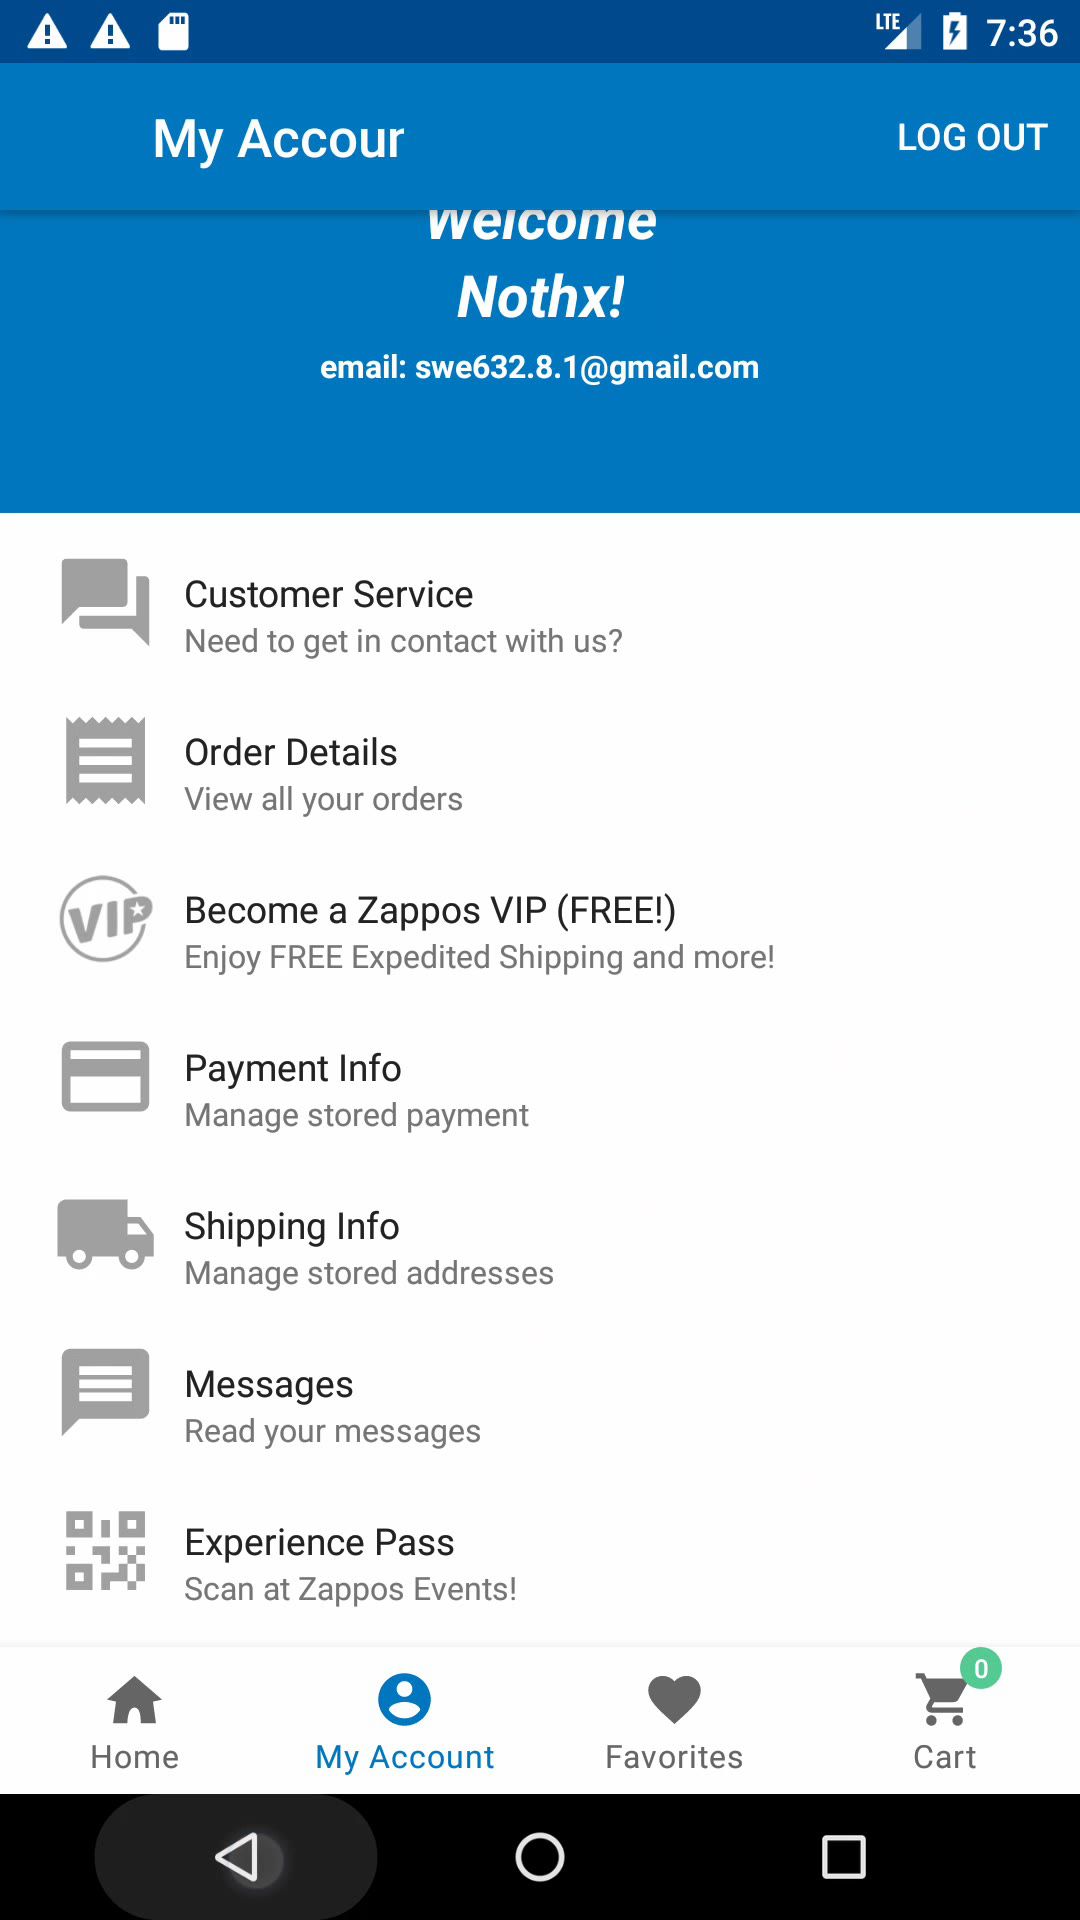 LTE 7:36
My Accour LOG OUT
Welcome
Nothx!
email: swe632.8.1@gmail.com
Customer Service
Need to get in contact with us?
Order Details
View all your orders
VIP
Become a Zappos VIP (FREE!)
Enjoy FREE Expedited Shipping and more!
Payment Info
Manage stored payment
Shipping Info
Manage stored addresses
Messages
Read your messages
Experience Pass
Scan at Zappos Events!
0
Home My Account Favorites Cart